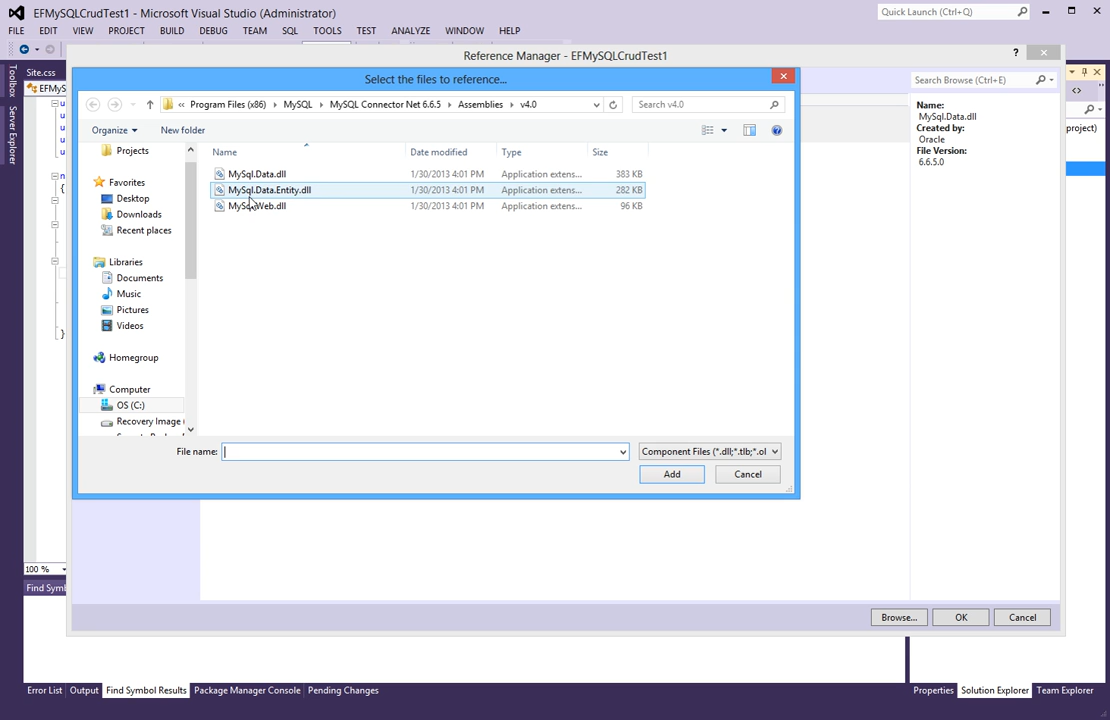 EFMySQLCrudTest1 - Microsoft Visual Studio (Administrator)
Quick Launch (Ctrl+Q)
FILE EDIT VIEW PROJECT BUILD DEBUG TEAM SQL TOOLS TEST ANALYZE WINDOW HELP
Reference Manager - EFMySQLCrudTest1
?
Toolbox
Server Explorer
Site.css
EFMyS
Select the files to reference...
Search Browse (Ctrl+E)
« Program Files (x86) MySQL MySQL Connector Net 6.6.5 Assemblies v4.0
Search v4.0
Name:
MySql.Data.dll
Created by:
Oracle
File Version:
6.6.5.0
project)
Organize New folder
Name Date modified Type Size
MySql.Data.dll 1/30/2013 4:01 PM Application extens... 383 KB
MySql.Data.Entity.dll 1/30/2013 4:01 PM Application extens... 282 KB
MySql.Web.dll 1/30/2013 4:01 PM Application extens... 96 KB
Projects
Favorites
Desktop
Downloads
Recent places
Libraries
Documents
Music
Pictures
Videos
Homegroup
Computer
OS (C:)
Recovery Image
File name:
Component Files (*.dll;*.tlb;*.ol
Add Cancel
100 %
Find Symb
Browse... OK Cancel
Error List Output Find Symbol Results Package Manager Console Pending Changes
Properties Solution Explorer Team Explorer